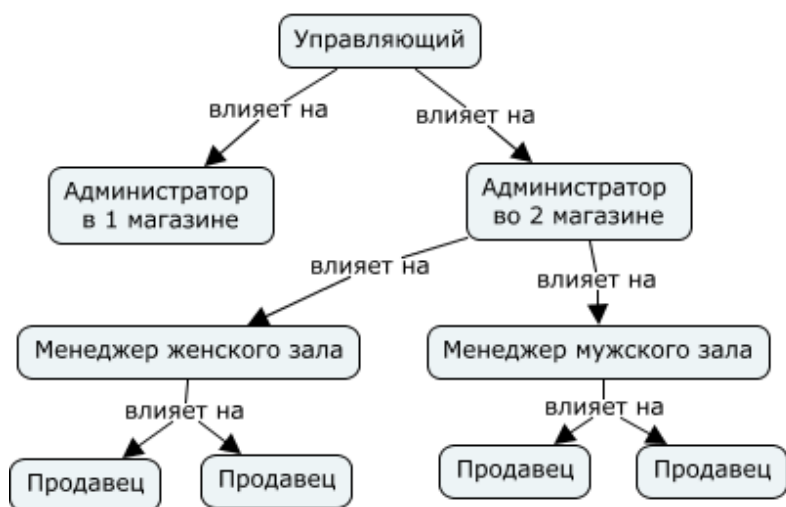 Управляющий
влияет на
влияет на
Администратор
в 1 магазине
Администратор
во 2 магазине
влияет на
влияет на
Менеджер женского зала
Менеджер мужского зала
влияет на
влияет на
Продавец
Продавец
Продавец
Продавец